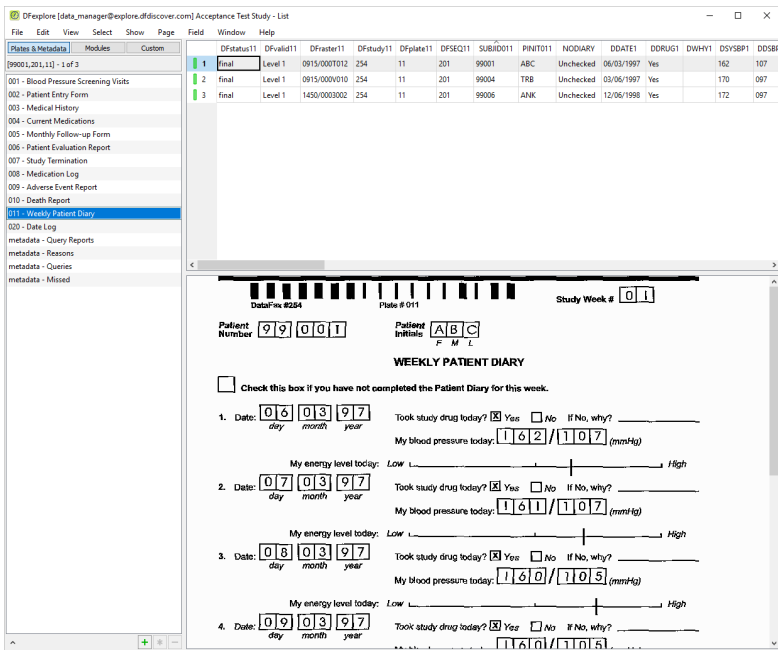 DFexplore [data_manager@explore.dfdiscover.com] Acceptance Test Study - List
File Edit View Select Show Page Field Window Help
Plates & Metadata Modules Custom
[99001,201,11] - 1 of 3
001 - Blood Pressure Screening Visits
002 - Patient Entry Form
003 - Medical History
004 - Current Medications
005 - Monthly Follow-up Form
006 - Patient Evaluation Report
007 - Study Termination
008 - Medication Log
009 - Adverse Event Report
010 - Death Report
011 - Weekly Patient Diary
020 - Date Log
metadata - Query Reports
metadata - Reasons
metadata - Queries
metadata - Missed
DFstatus11 DFvalid11 DFraster11 DFstudy11 DFplate11 DFSEQ11 SUBJID011 PINIT011 NODIARY DDATE1 DDRUG1 DWHY1 DSYSBP1 DDSBP
1 final Level 1 0915/000T012 254 11 201 99001 ABC Unchecked 06/03/1997 Yes 162 107
2 final Level 1 0915/000V010 254 11 201 99004 TRB Unchecked 03/06/1997 Yes 170 097
3 final Level 1 1450/0003002 254 11 201 99006 ANK Unchecked 12/06/1998 Yes 172 097
DataFax #254 Plate # 011 Study Week # 01
Patient Number 99 001 Patient Initials A B C
F M L
WEEKLY PATIENT DIARY
Check this box if you have not completed the Patient Diary for this week.
1. Date: 06 03 97 Took study drug today? X Yes No If No, why?
day month year
My blood pressure today: 162/107 (mmHg)
My energy level today: Low High
2. Date: 07 03 97 Took study drug today? X Yes No If No, why?
day month year
My blood pressure today: 161/107 (mmHg)
My energy level today: Low High
3. Date: 08 03 97 Took study drug today? X Yes No If No, why?
day month year
My blood pressure today: 160/105 (mmHg)
My energy level today: Low High
4. Date: 09 03 97 Took study drug today? X Yes No If No, why?
day month year
160/105